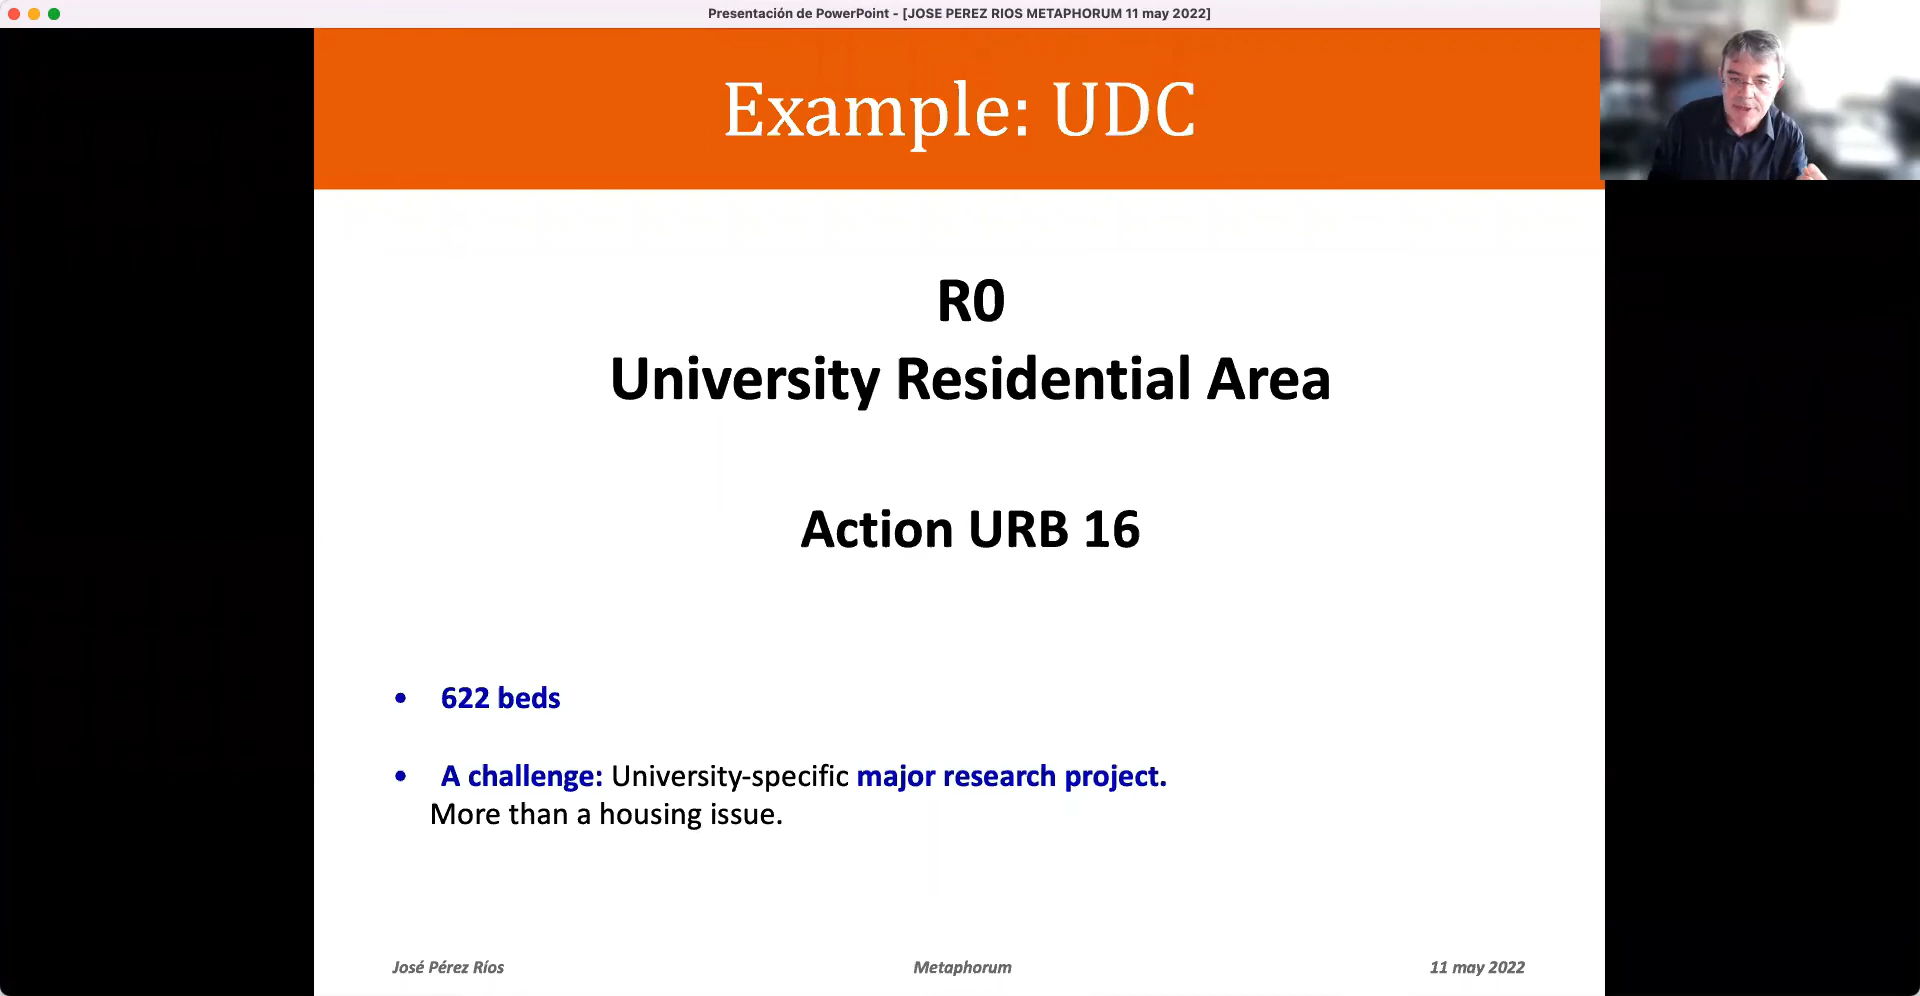 Presentación de PowerPoint - [JOSE PEREZ RIOS METAPHORUM 11 may 2022]
Example: UDC
R0
University Residential Area
Action URB 16
• 622 beds
• A challenge: University-specific major research project.
More than a housing issue.
José Pérez Ríos Metaphorum 11 may 2022